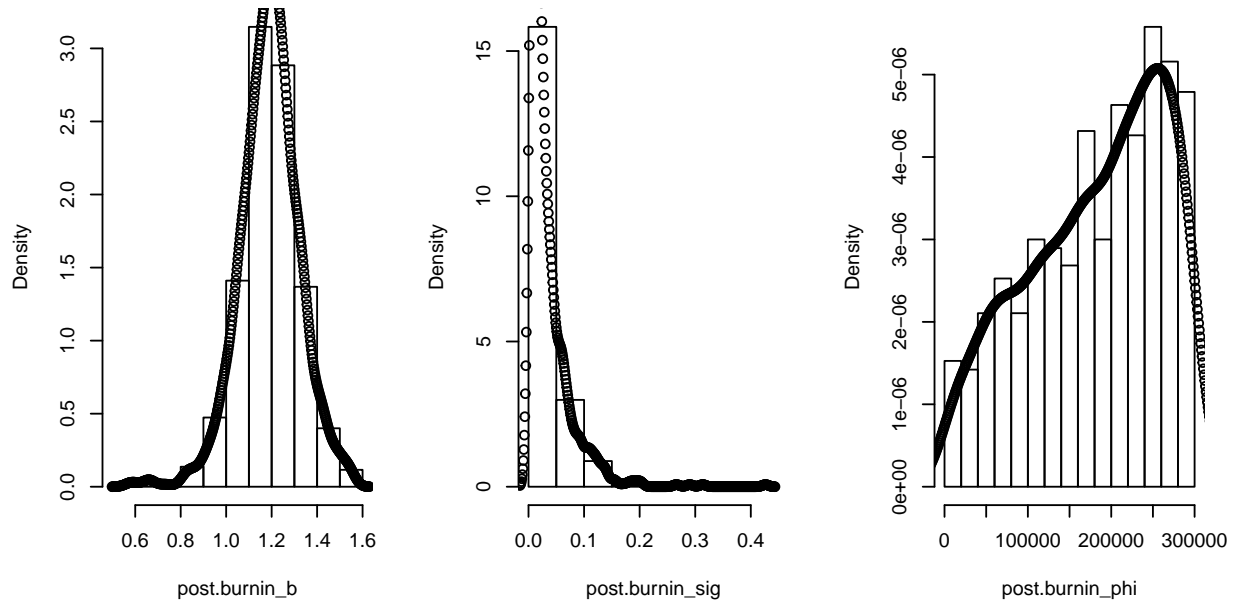 Density
0.0 0.5 1.0 1.5 2.0 2.5 3.0
0.6 0.8 1.0 1.2 1.4 1.6
post.burnin_b
Density
0 5 10 15
0.0 0.1 0.2 0.3 0.4
post.burnin_sig
Density
0e+00 1e-06 2e-06 3e-06 4e-06 5e-06
0 100000 200000 300000
post.burnin_phi